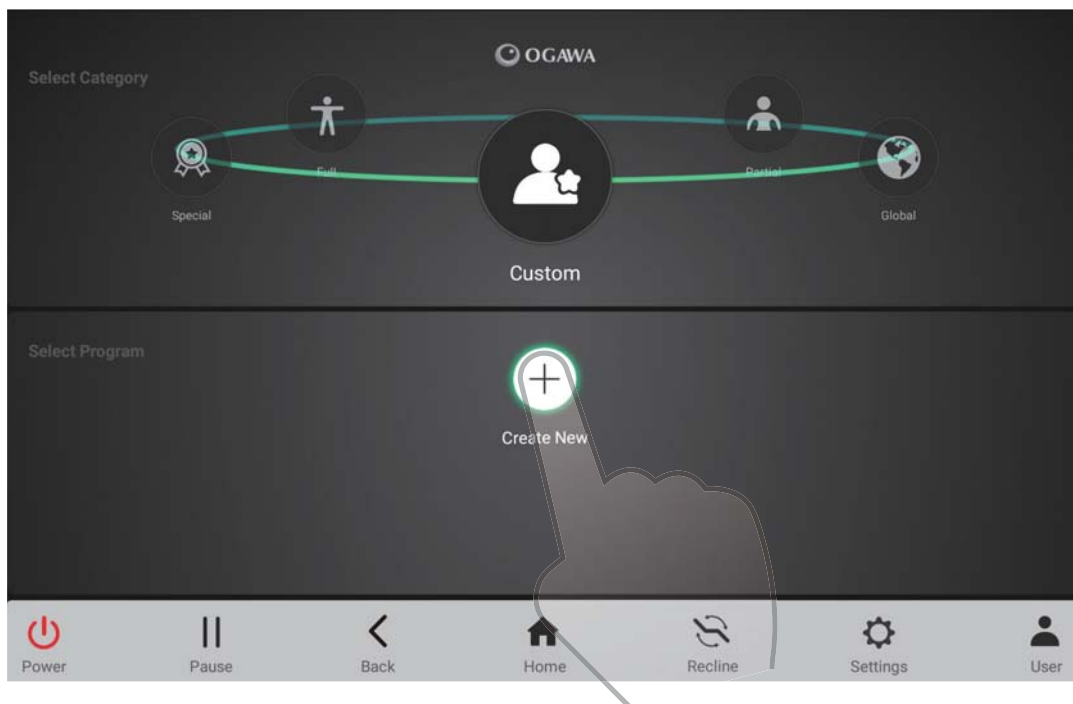 OGAWA
Select Category
Full
Partial
Special
Global
Custom
Select Program
Create New
Power
Pause
Back
Home
Recline
Settings
User